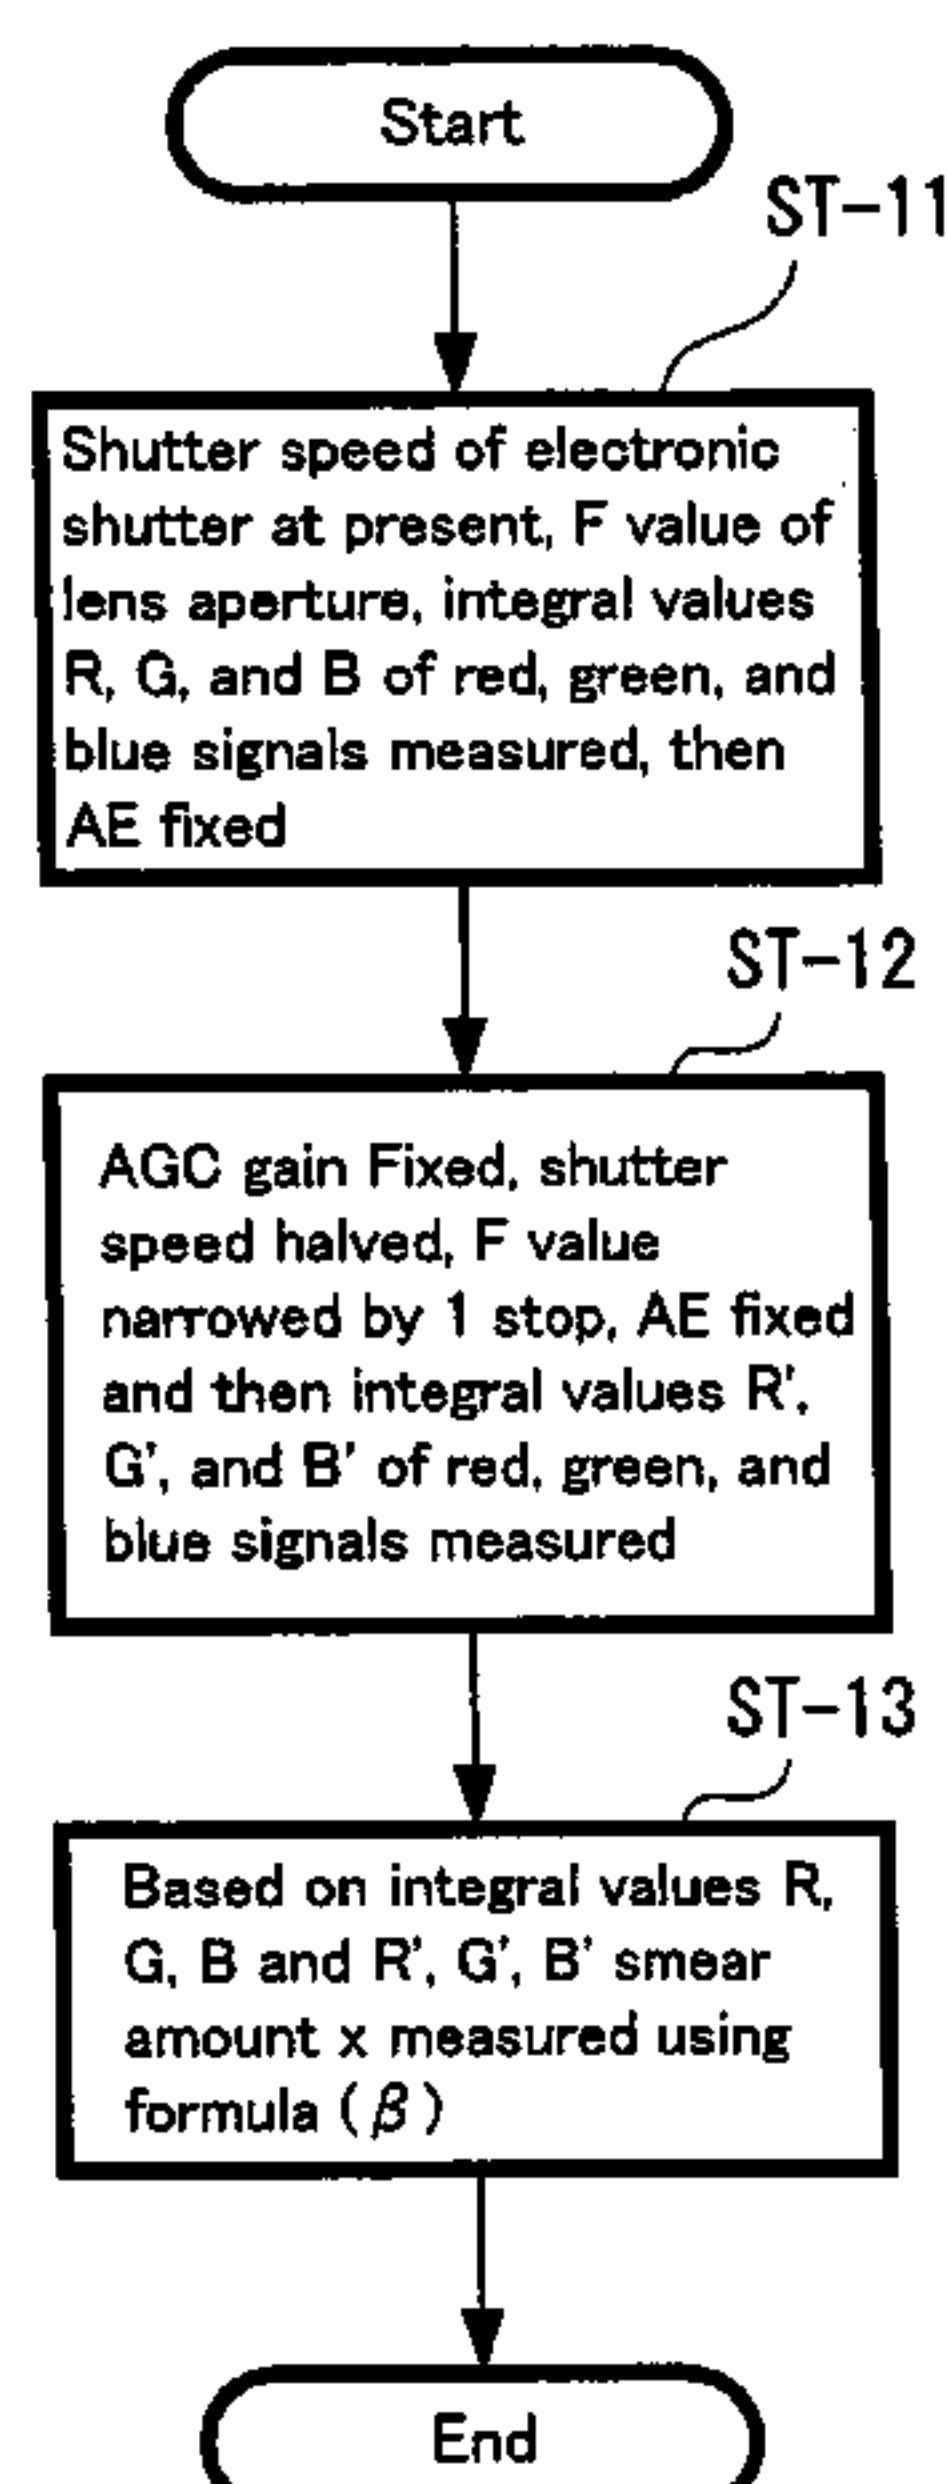 Start
ST-11
Shutter speed of electronic
shutter at present, F value of
lens aperture, integral values
R, G, and B of red, green, and
blue signals measured, then
AE fixed
ST-12
AGC gain Fixed, shutter
speed halved, F value
narrowed by 1 stop, AE fixed
and then integral values R',
G', and B' of red, green, and
blue signals measured
ST-13
Based on integral values R,
G, B and R', G', B' smear
amount x measured using
formula (β)
End